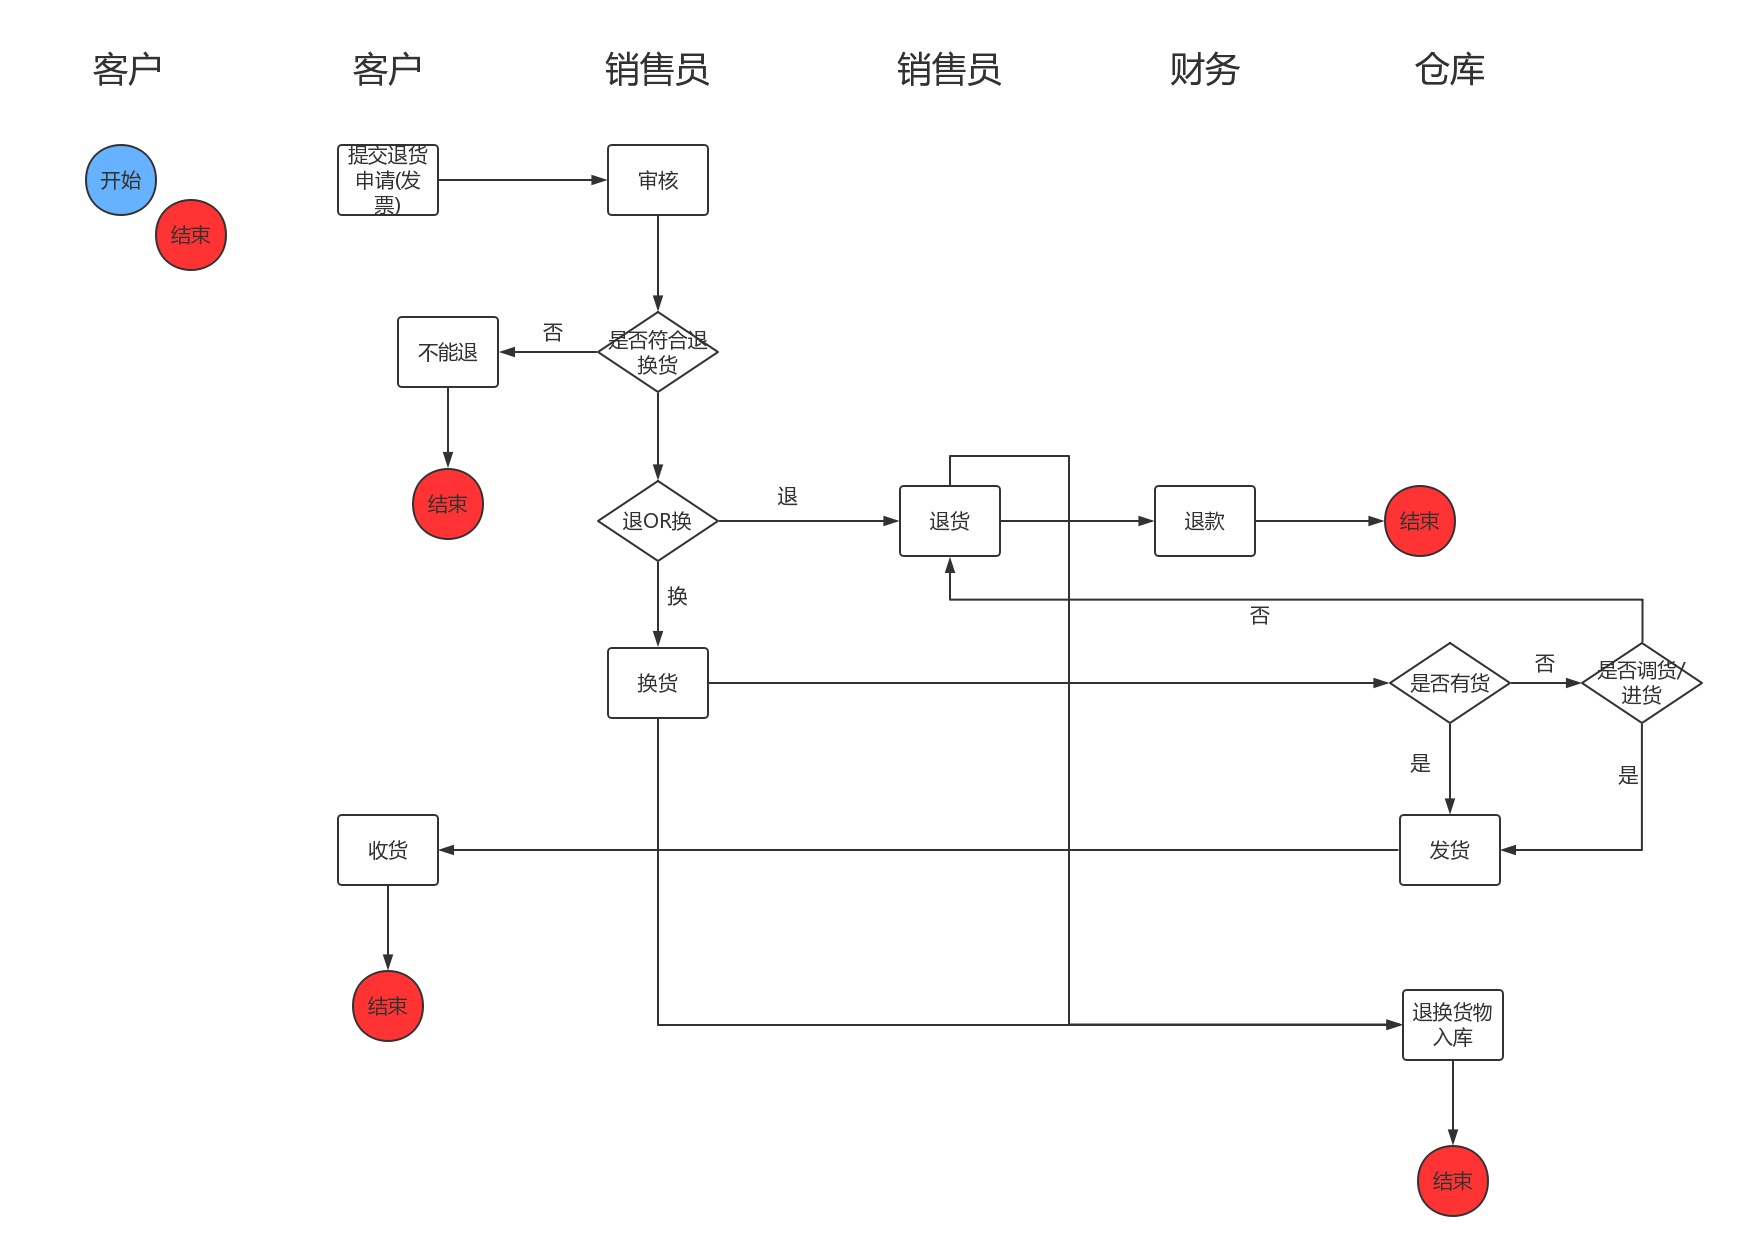 客户
客户
销售员
销售员
财务
仓库
开始
结束
提交退货
申请(发
票)
审核
不能退
否
是否符合退
换货
结束
退OR换
退
退货
退款
结束
换
否
换货
是否有货
否
是否调货/
进货
是
是
收货
发货
结束
退换货物
入库
结束